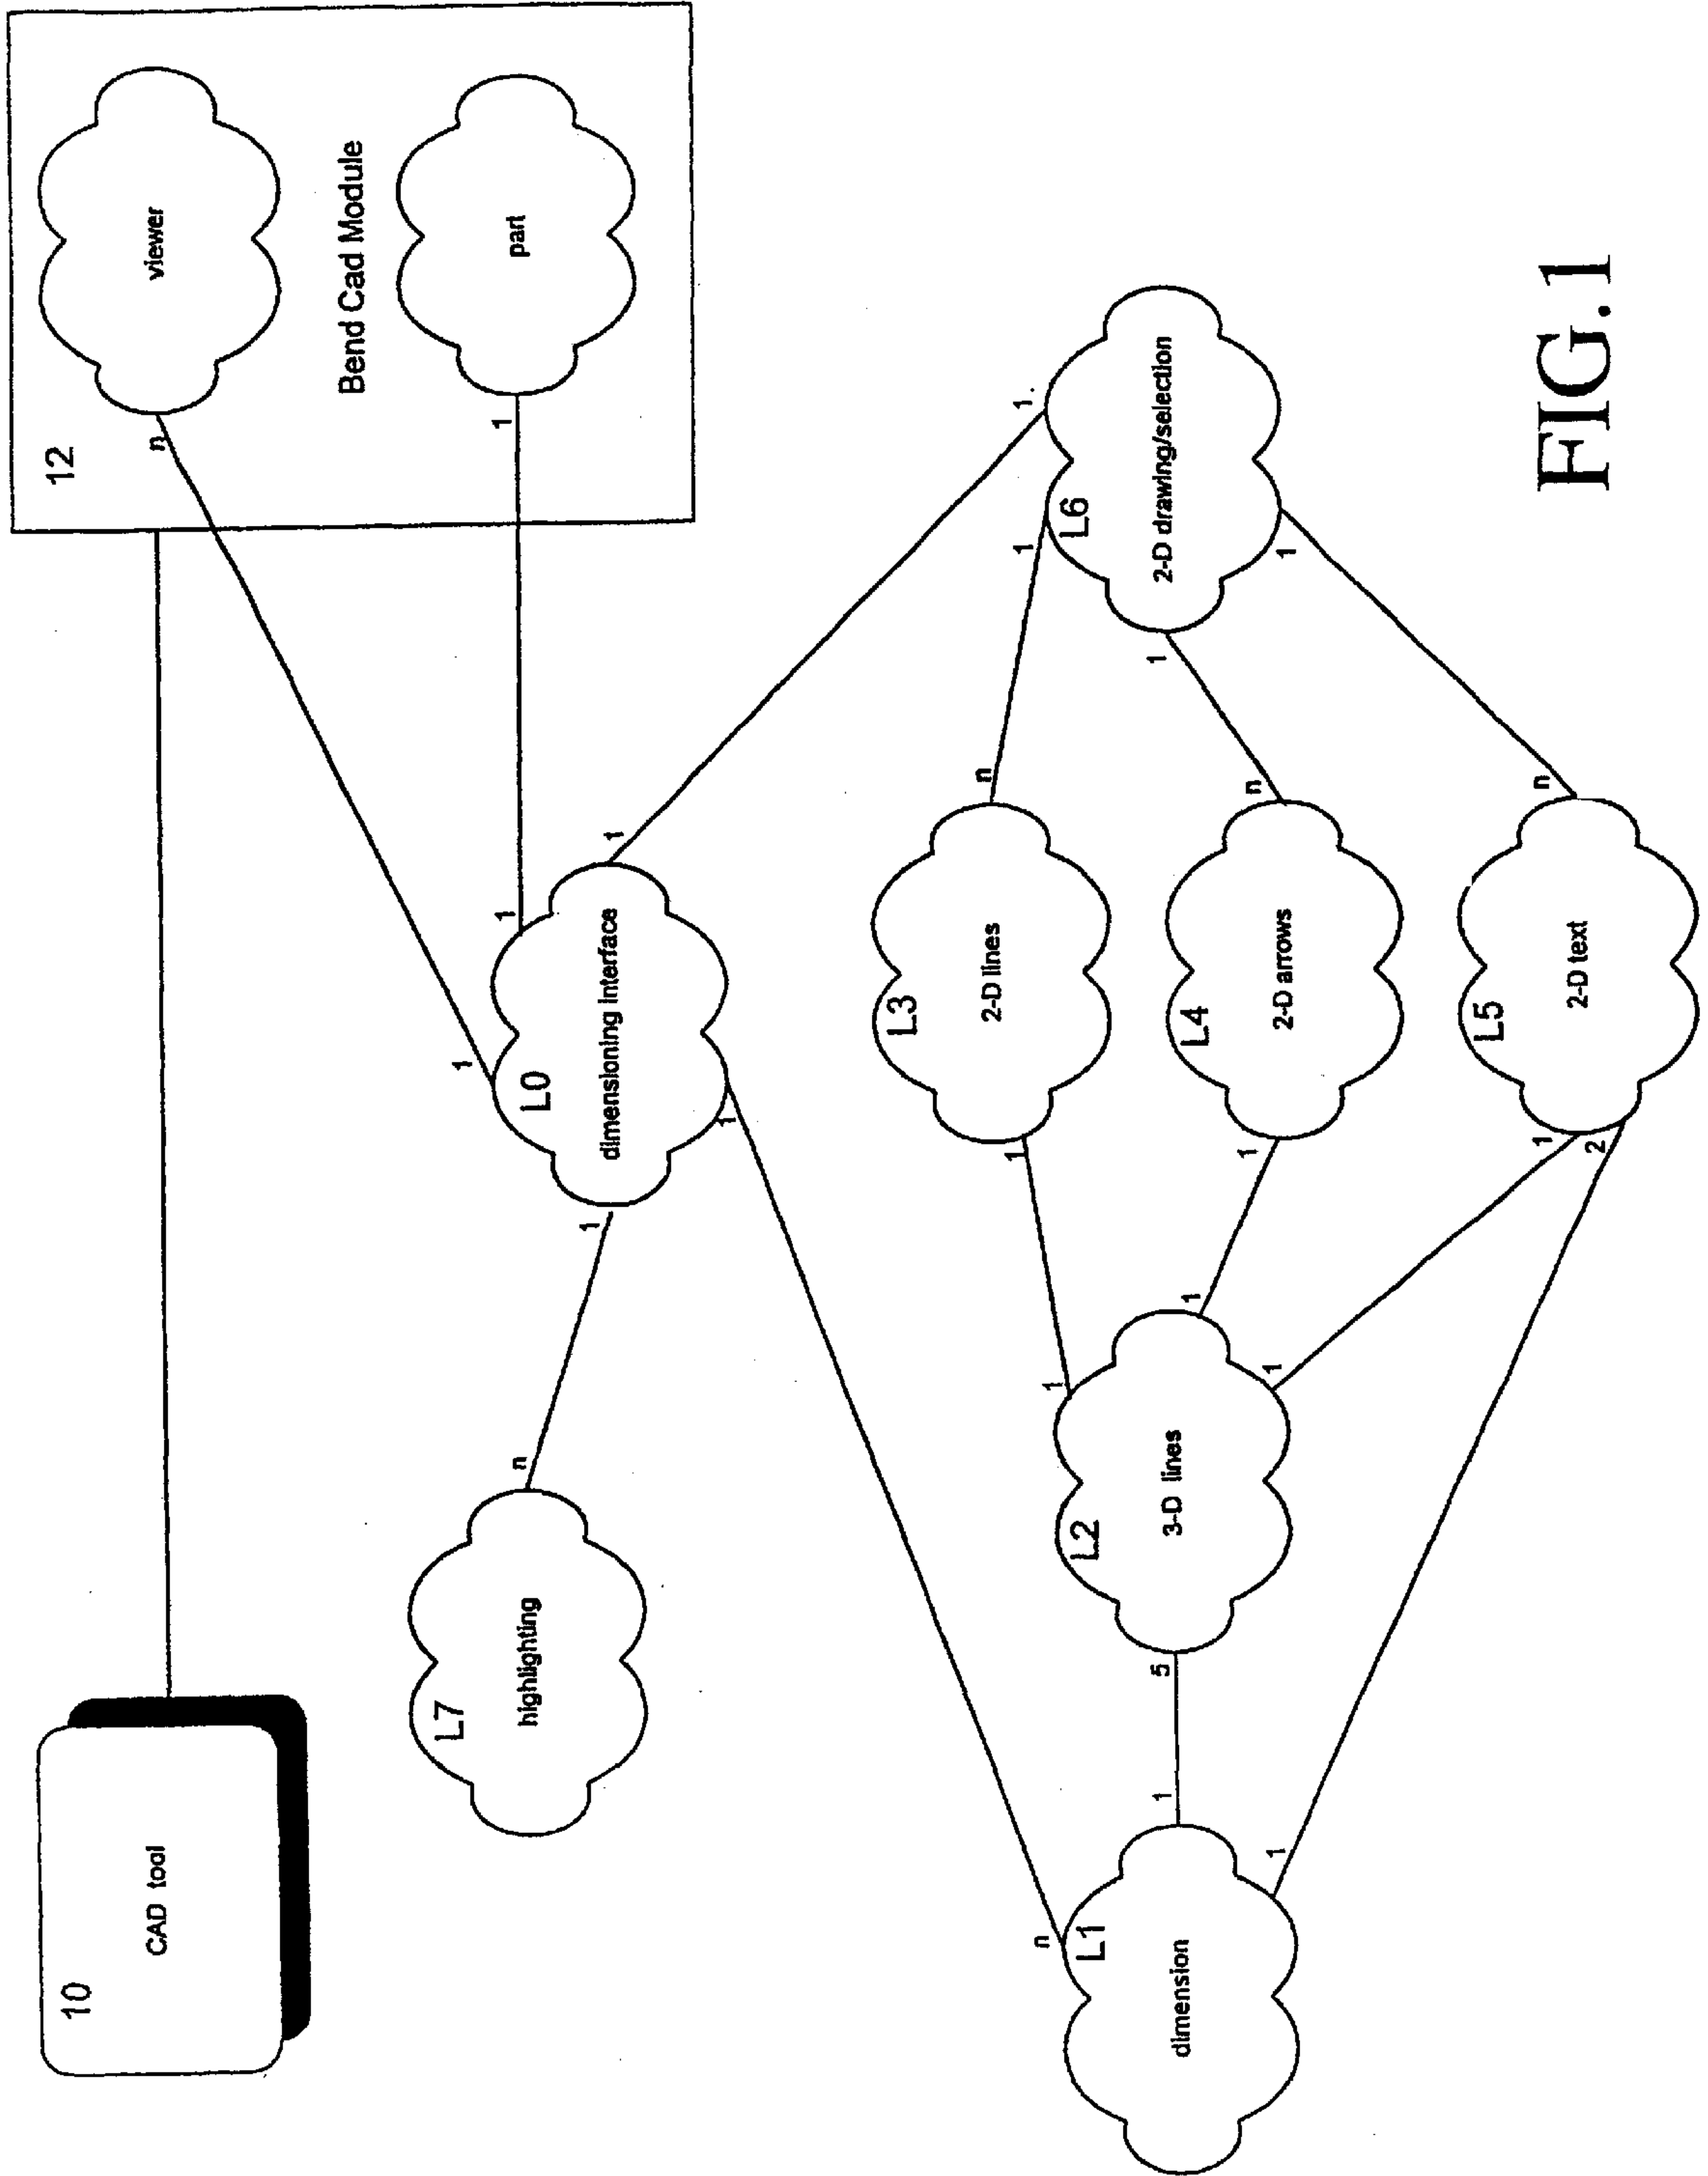 10
12
CAD tool
n
viewer
Bend Cad Module
L7
1
1
1
part
highlighting
n
L0
1
dimensioning interface
1
1
L3
2-D lines
1
n
1
1
n
L1
L2
1
L6
dimension
1
5
3-D lines
1
L4
1
2-D drawing/selection
1
1
2-D arrows
n
1
1
L5
1
2
2-D text
n
FIG.1